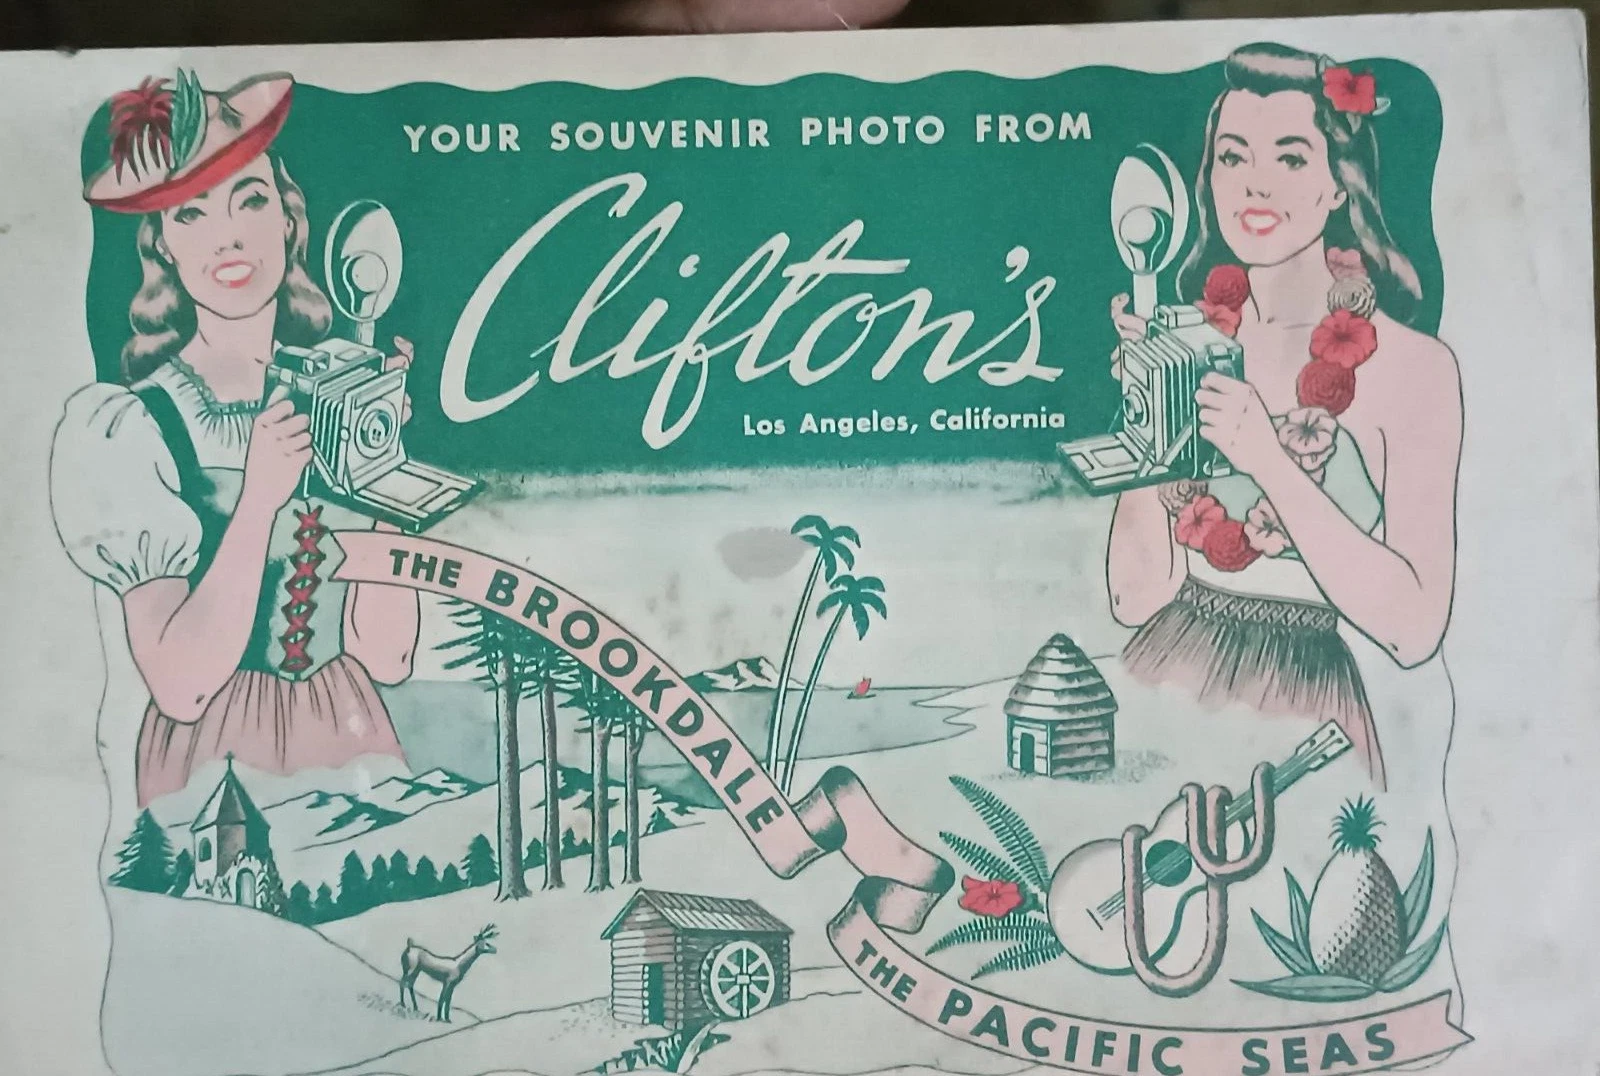 YOUR SOUVENIR PHOTO FROM
Clifton's
Los Angeles, California
THE BROOKDALE
THE PACIFIC SEAS